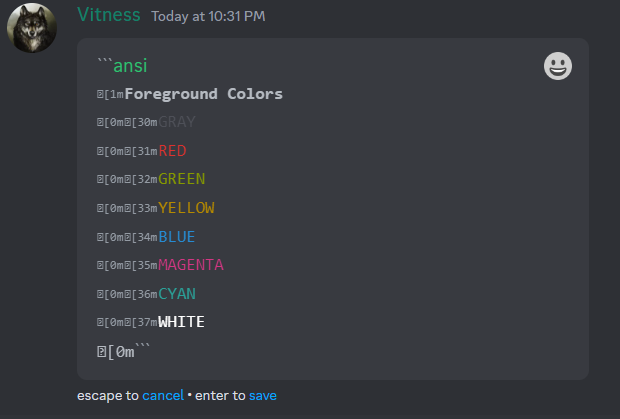 Vitness Today at 10:31 PM
```ansi
�[1mForeground Colors
�[0m�[30mGRAY
�[0m�[31mRED
�[0m�[32mGREEN
�[0m�[33mYELLOW
�[0m�[34mBLUE
�[0m�[35mMAGENTA
�[0m�[36mCYAN
�[0m�[37mWHITE
�[0m```
escape to cancel • enter to save